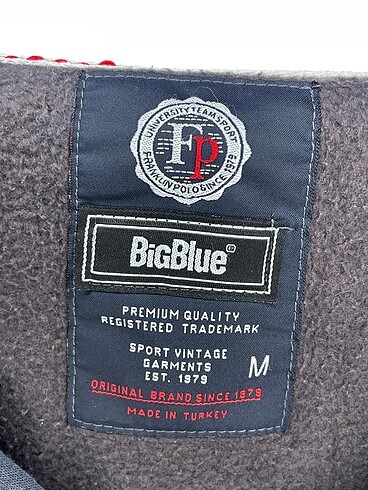 UNIVERSITY TEAM SPORT
Fp
FRANKLIN POLO SINCE 1979
BIGBLUE
PREMIUM QUALITY
REGISTERED TRADEMARK
SPORT VINTAGE
GARMENTS
EST. 1979
M
ORIGINAL BRAND SINCE 1979
MADE IN TURKEY